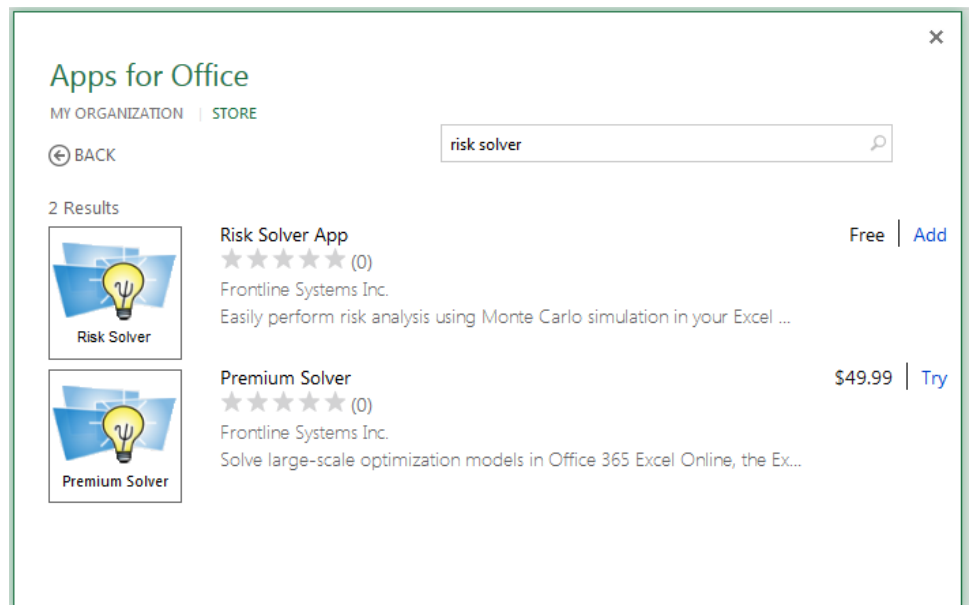 Apps for Office
MY ORGANIZATION | STORE
BACK
risk solver
2 Results
Risk Solver
Risk Solver App
(0)
Frontline Systems Inc.
Easily perform risk analysis using Monte Carlo simulation in your Excel ...
Free | Add
Premium Solver
Premium Solver
(0)
Frontline Systems Inc.
Solve large-scale optimization models in Office 365 Excel Online, the Ex...
$49.99 | Try